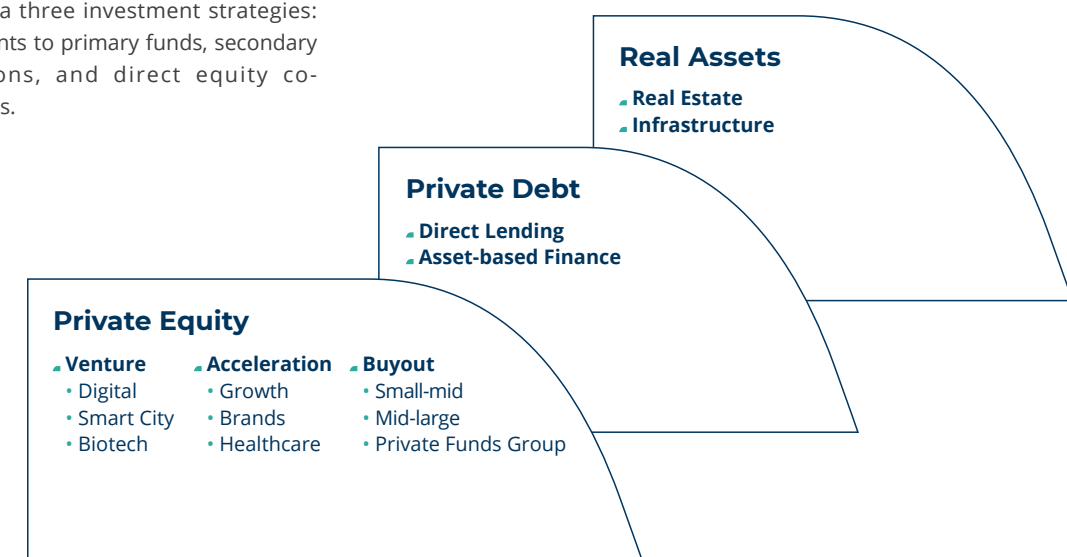 a three investment strategies:
nts to primary funds, secondary
ons, and direct equity co-
s.
Real Assets
Real Estate
Infrastructure
Private Debt
Direct Lending
Asset-based Finance
Private Equity
Venture
• Digital
• Smart City
• Biotech
Acceleration
• Growth
• Brands
• Healthcare
Buyout
• Small-mid
• Mid-large
• Private Funds Group